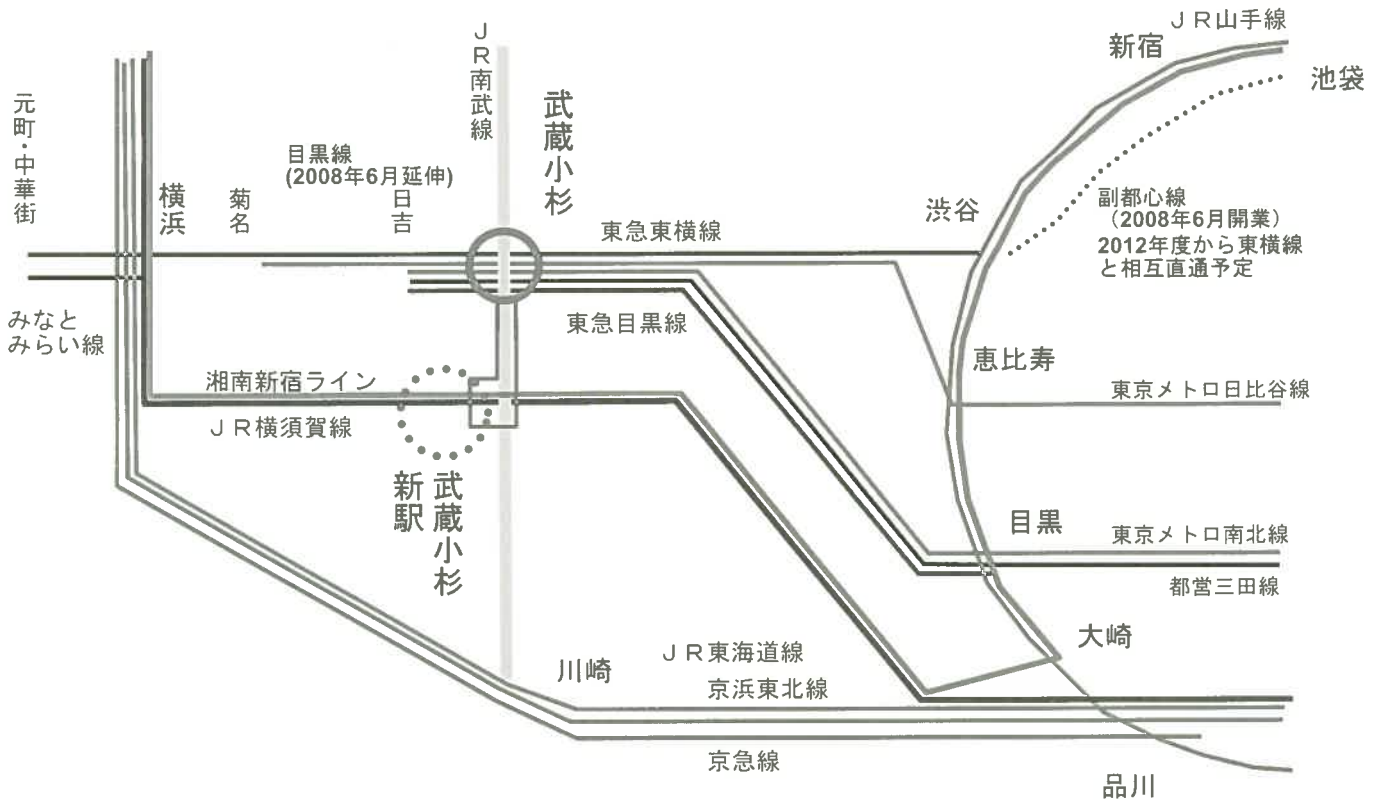 ＪＲ山手線
新宿
池袋
ＪＲ南武線
武蔵小杉
元町・中華街
目黒線
(2008年6月延伸)
横浜
菊名
日吉
渋谷
副都心線
（2008年6月開業）
2012年度から東横線
と相互直通予定
東急東横線
みなと
みらい線
東急目黒線
恵比寿
湘南新宿ライン
東京メトロ日比谷線
ＪＲ横須賀線
武蔵小杉
新駅
目黒
東京メトロ南北線
都営三田線
大崎
ＪＲ東海道線
川崎
京浜東北線
京急線
品川